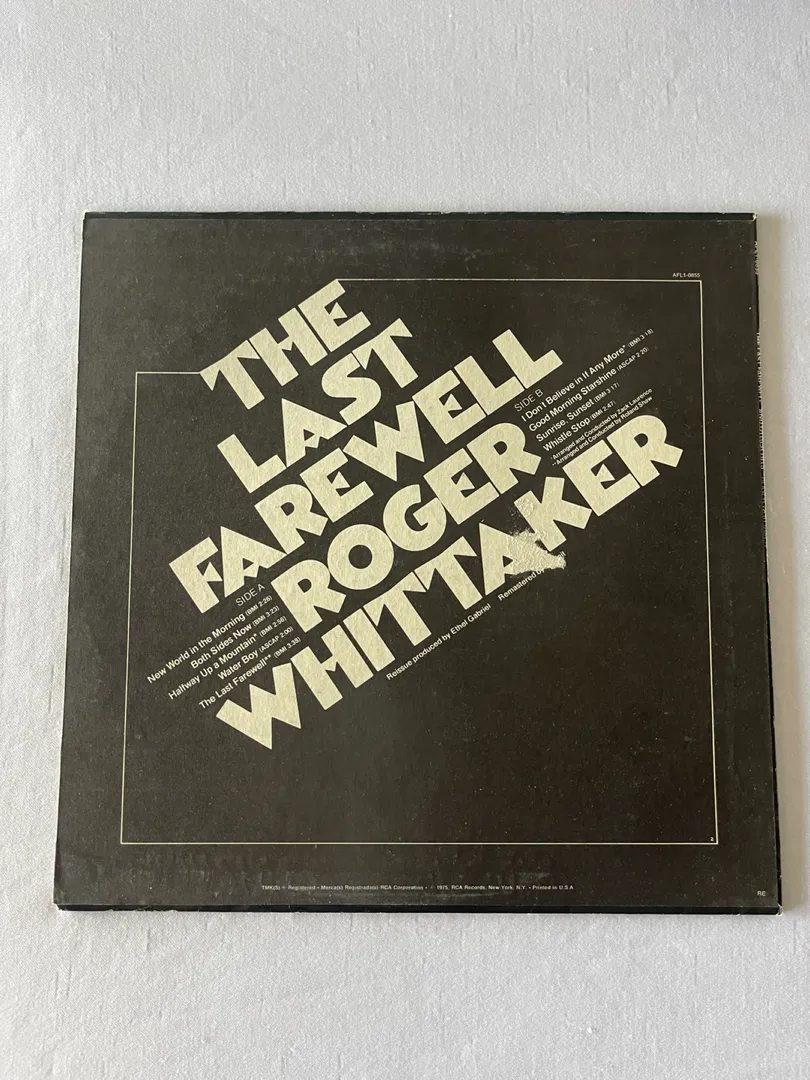 AFL1-0855
THE
LAST
FAREWELL
ROGER
WHITTAKER
SIDE A
New World in the Morning (BMI 2:26)
Both Sides Now (BMI 3:23)
Halfway Up a Mountain* (BMI 2:56)
Water Boy (ASCAP 2:00)
The Last Farewell** (BMI 3:38)
SIDE B
I Don't Believe in If Any More* (BMI 3:18)
Good Morning Starshine (ASCAP 2:20)
Sunrise, Sunset (BMI 3:17)
Whistle Stop (BMI 2:47)
*Arranged and Conducted by Zack Laurence
**Arranged and Conducted by Roland Shaw
Reissue produced by Ethel Gabriel Remastered
2
TMK(S) ® Registered • Marca(s) Registrada(s) RCA Corporation • © 1975, RCA Records, New York, N.Y. • Printed in U.S.A
RE